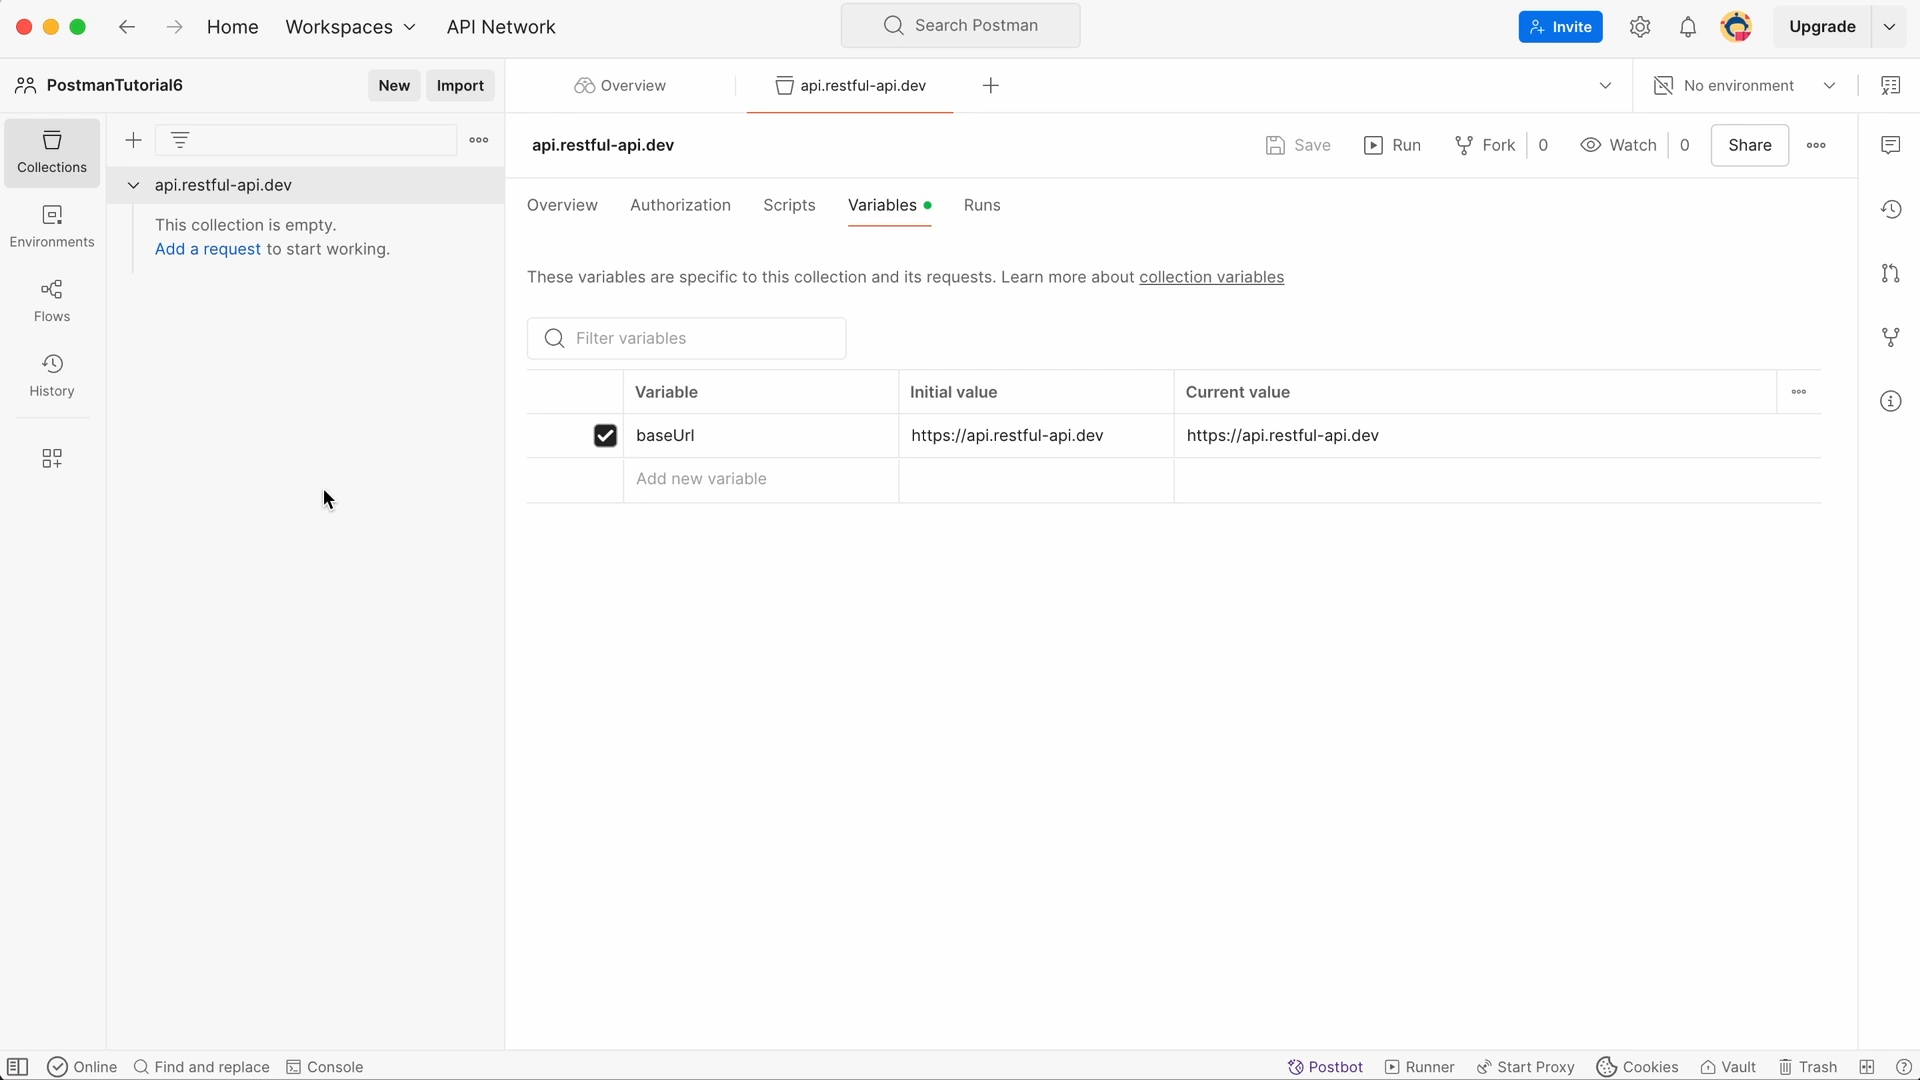 Home
Workspaces
API Network
Search Postman
Invite
Upgrade
PostmanTutorial6
New
Import
Overview
api.restful-api.dev
No environment
Collections
Environments
Flows
History
api.restful-api.dev
This collection is empty.
Add a request to start working.
api.restful-api.dev
Save
Run
Fork
0
Watch
0
Share
Overview
Authorization
Scripts
Variables
Runs
These variables are specific to this collection and its requests. Learn more about collection variables
Filter variables
Variable
Initial value
Current value
baseUrl
https://api.restful-api.dev
https://api.restful-api.dev
Add new variable
Online
Find and replace
Console
Postbot
Runner
Start Proxy
Cookies
Vault
Trash